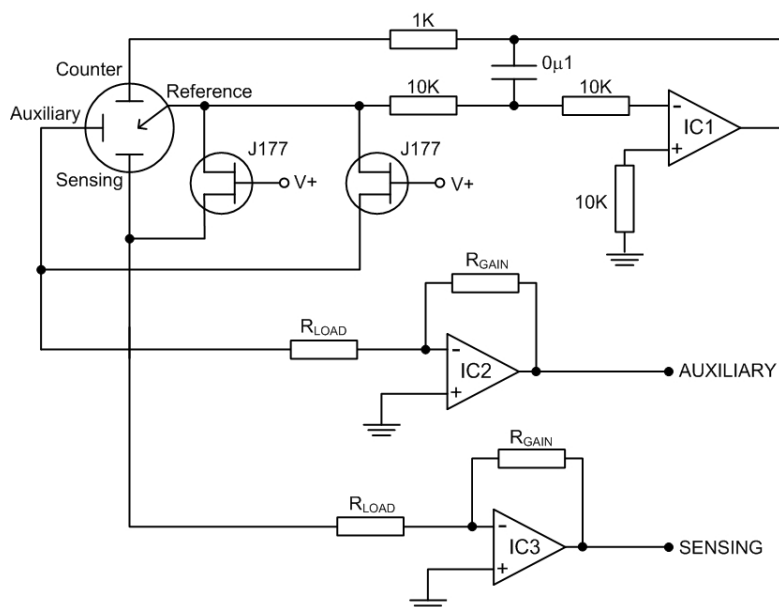 1K
Counter
0μ1
Reference
10K
10K
Auxiliary
-
IC1
+
J177
J177
Sensing
V+
V+
10K
RGAIN
RLOAD
-
IC2
+
AUXILIARY
RGAIN
RLOAD
-
IC3
+
SENSING